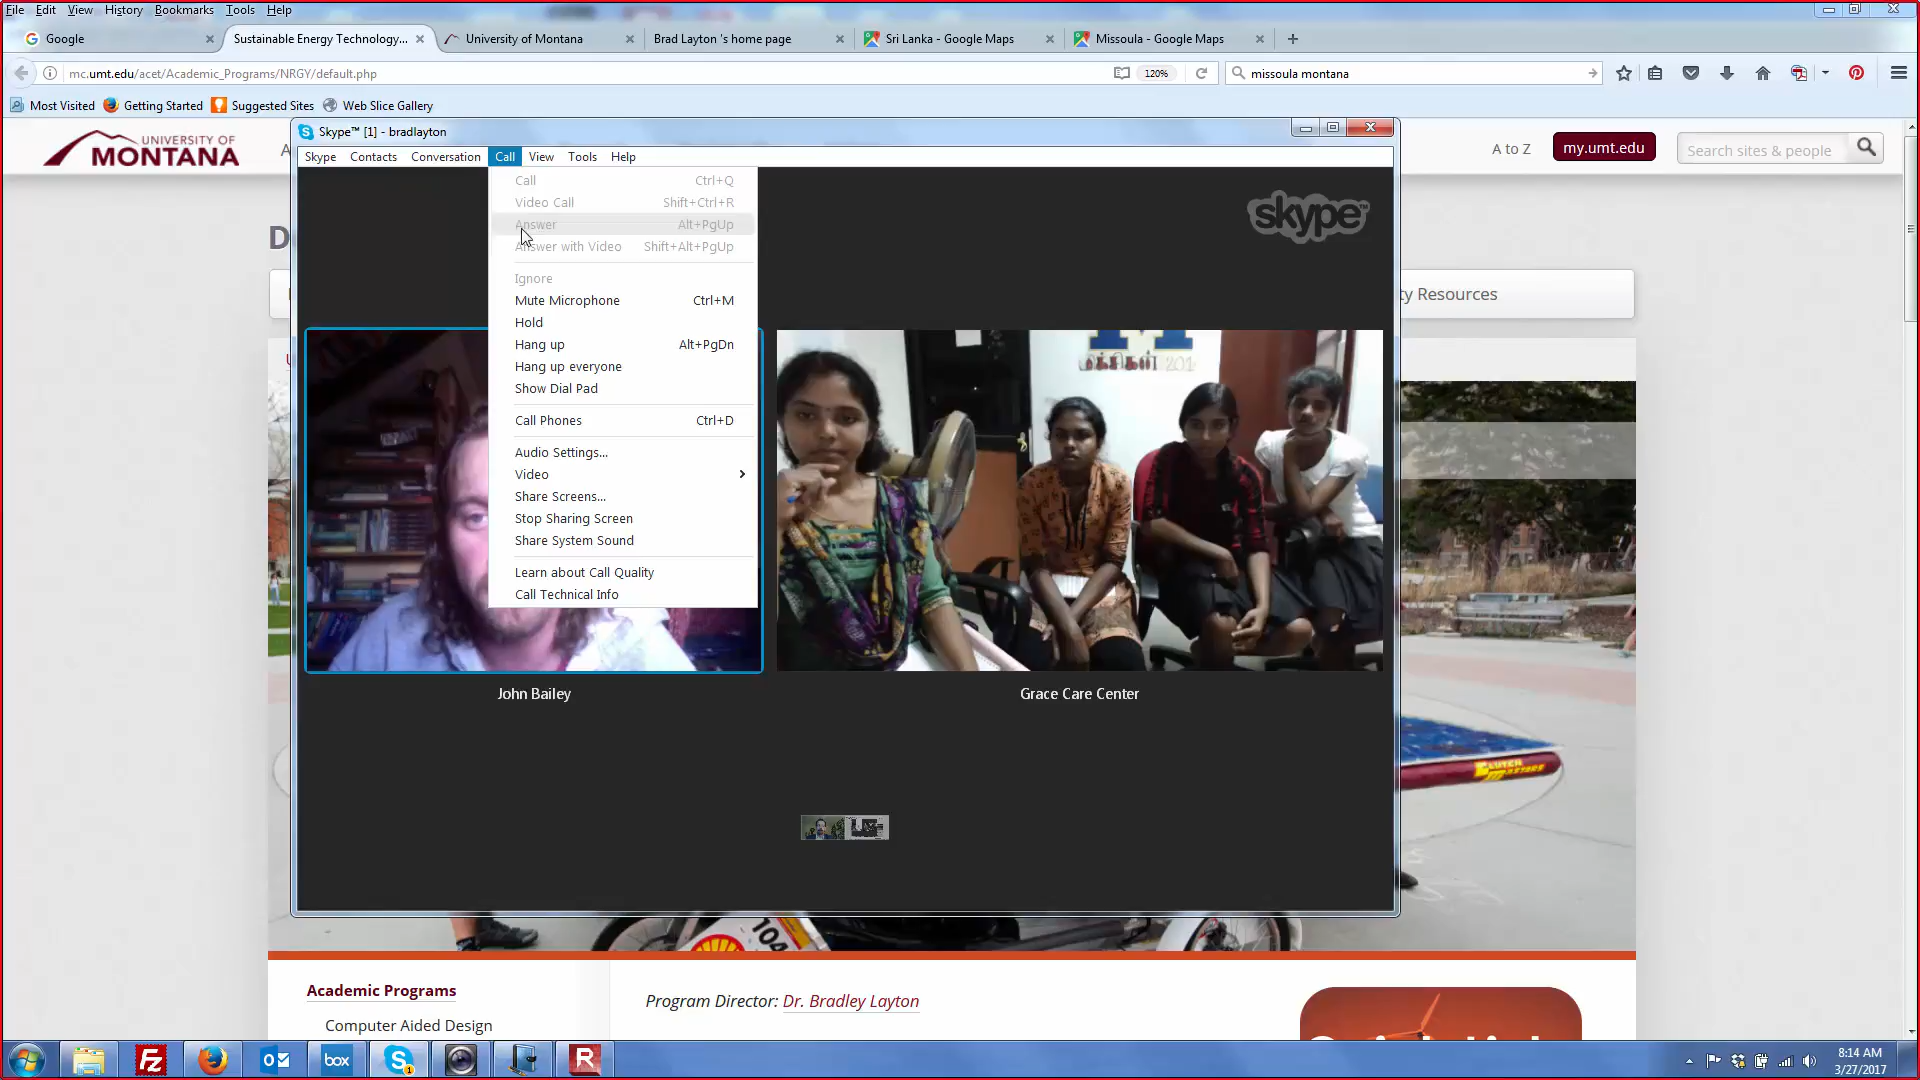 File Edit View History Bookmarks Tools Help
Google
Sustainable Energy Technology...
University of Montana
Brad Layton 's home page
Sri Lanka - Google Maps
Missoula - Google Maps
mc.umt.edu/acet/Academic_Programs/NRGY/default.php
120%
missoula montana
Most Visited Getting Started Suggested Sites Web Slice Gallery
UNIVERSITY OF
MONTANA
A
A to Z
my.umt.edu
Search sites & people
Skype™ [1] - bradlayton
Skype Contacts Conversation Call View Tools Help
Call Ctrl+Q
Video Call Shift+Ctrl+R
Answer Alt+PgUp
Answer with Video Shift+Alt+PgUp
Ignore
Mute Microphone Ctrl+M
Hold
Hang up Alt+PgDn
Hang up everyone
Show Dial Pad
Call Phones Ctrl+D
Audio Settings...
Video
Share Screens...
Stop Sharing Screen
Share System Sound
Learn about Call Quality
Call Technical Info
skype™
D
ty Resources
U
M
John Bailey
Grace Care Center
CLUTCH
MASTERS
104
Academic Programs
Computer Aided Design
Program Director: Dr. Bradley Layton
8:14 AM
3/27/2017